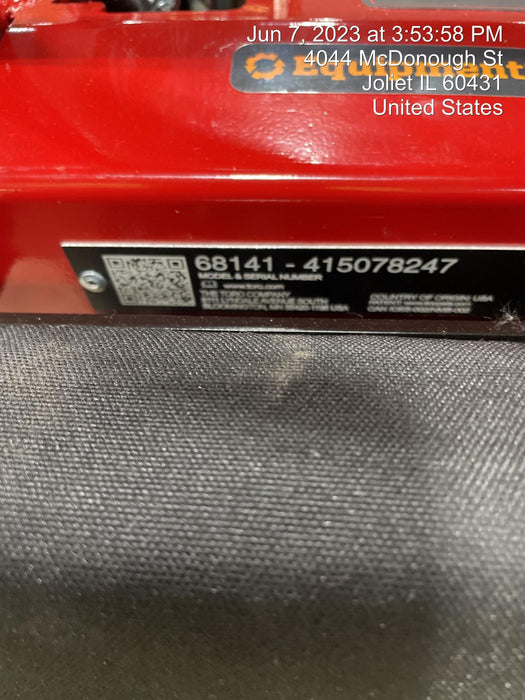 Jun 7, 2023 at 3:53:58 PM
4044 McDonough St
Joliet IL 60431
United States
Equipment
68141 - 415078247
MODEL & SERIAL NUMBER
www.toro.com
THE TORO COMPANY
COUNTRY OF ORIGIN: USA